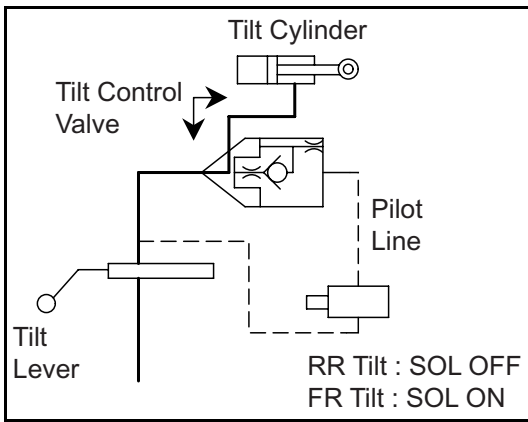 Tilt Cylinder
Tilt Control
Valve
Pilot
Line
Tilt
Lever
RR Tilt : SOL OFF
FR Tilt : SOL ON